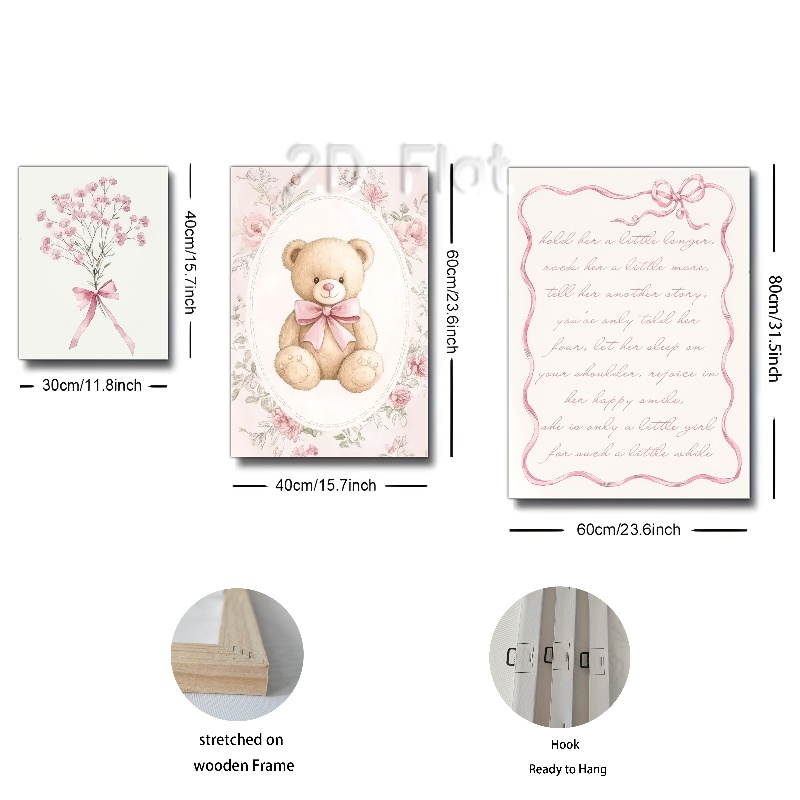 2D Flat
40cm/15.7inch
30cm/11.8inch
60cm/23.6inch
40cm/15.7inch
hold her a little longer,
rock her a little more,
tell her another story,
you've only told her
four, let her sleep on
your shoulder, rejoice in
her happy smile,
she is only a little girl
for such a little while
80cm/31.5inch
60cm/23.6inch
stretched on
wooden Frame
Hook
Ready to Hang